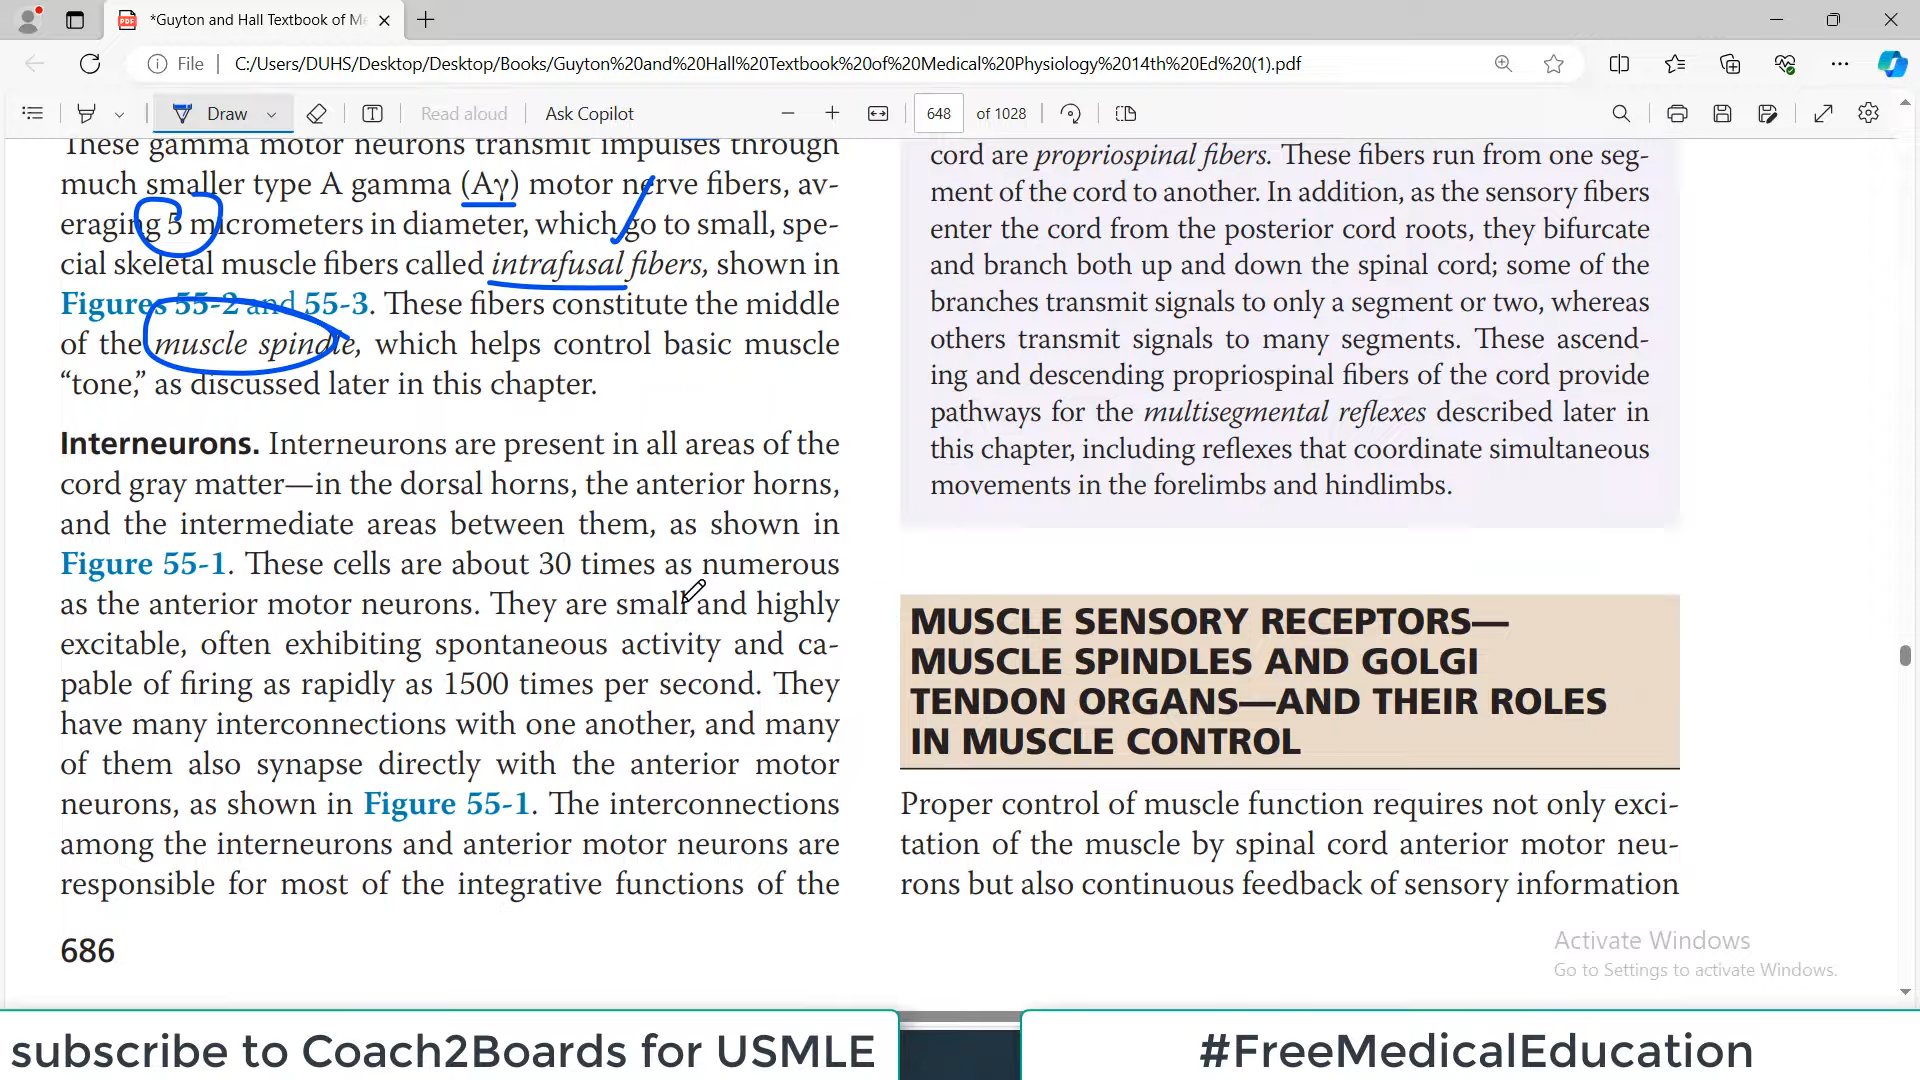 *Guyton and Hall Textbook of Me
File
C:/Users/DUHS/Desktop/Desktop/Books/Guyton%20and%20Hall%20Textbook%20of%20Medical%20Physiology%2014th%20Ed%20(1).pdf
Draw
Read aloud
Ask Copilot
648 of 1028
These gamma motor neurons transmit impulses through
much smaller type A gamma (Aγ) motor nerve fibers, av-
eraging 5 micrometers in diameter, which go to small, spe-
cial skeletal muscle fibers called intrafusal fibers, shown in
Figures 55-2 and 55-3. These fibers constitute the middle
of the muscle spindle, which helps control basic muscle
“tone,” as discussed later in this chapter.
Interneurons. Interneurons are present in all areas of the
cord gray matter—in the dorsal horns, the anterior horns,
and the intermediate areas between them, as shown in
Figure 55-1. These cells are about 30 times as numerous
as the anterior motor neurons. They are small and highly
excitable, often exhibiting spontaneous activity and ca-
pable of firing as rapidly as 1500 times per second. They
have many interconnections with one another, and many
of them also synapse directly with the anterior motor
neurons, as shown in Figure 55-1. The interconnections
among the interneurons and anterior motor neurons are
responsible for most of the integrative functions of the
686
cord are propriospinal fibers. These fibers run from one seg-
ment of the cord to another. In addition, as the sensory fibers
enter the cord from the posterior cord roots, they bifurcate
and branch both up and down the spinal cord; some of the
branches transmit signals to only a segment or two, whereas
others transmit signals to many segments. These ascend-
ing and descending propriospinal fibers of the cord provide
pathways for the multisegmental reflexes described later in
this chapter, including reflexes that coordinate simultaneous
movements in the forelimbs and hindlimbs.
MUSCLE SENSORY RECEPTORS—
MUSCLE SPINDLES AND GOLGI
TENDON ORGANS—AND THEIR ROLES
IN MUSCLE CONTROL
Proper control of muscle function requires not only exci-
tation of the muscle by spinal cord anterior motor neu-
rons but also continuous feedback of sensory information
Activate Windows
Go to Settings to activate Windows.
subscribe to Coach2Boards for USMLE
#FreeMedicalEducation